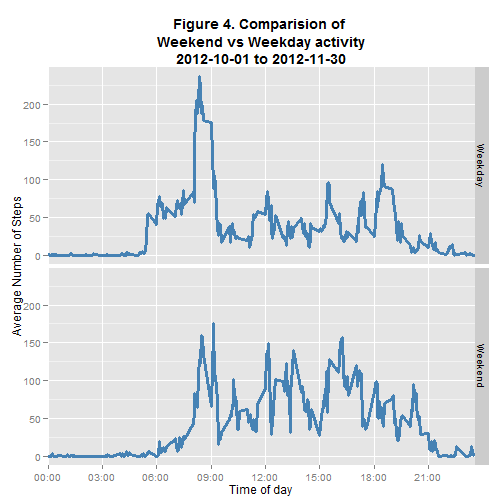 Figure 4. Comparision of
Weekend vs Weekday activity
2012-10-01 to 2012-11-30
Average Number of Steps
200
150
100
50
0
Weekday
200
150
100
50
0
Weekend
00:00 03:00 06:00 09:00 12:00 15:00 18:00 21:00
Time of day